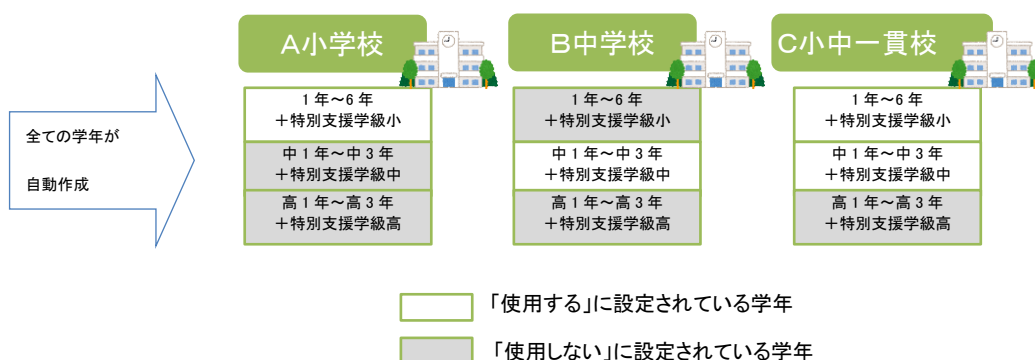 A小学校
B中学校
C小中一貫校
全ての学年が
自動作成
1年～6年
＋特別支援学級小
中1年～中3年
＋特別支援学級中
高1年～高3年
＋特別支援学級高
1年～6年
＋特別支援学級小
中1年～中3年
＋特別支援学級中
高1年～高3年
＋特別支援学級高
1年～6年
＋特別支援学級小
中1年～中3年
＋特別支援学級中
高1年～高3年
＋特別支援学級高
「使用する」に設定されている学年
「使用しない」に設定されている学年